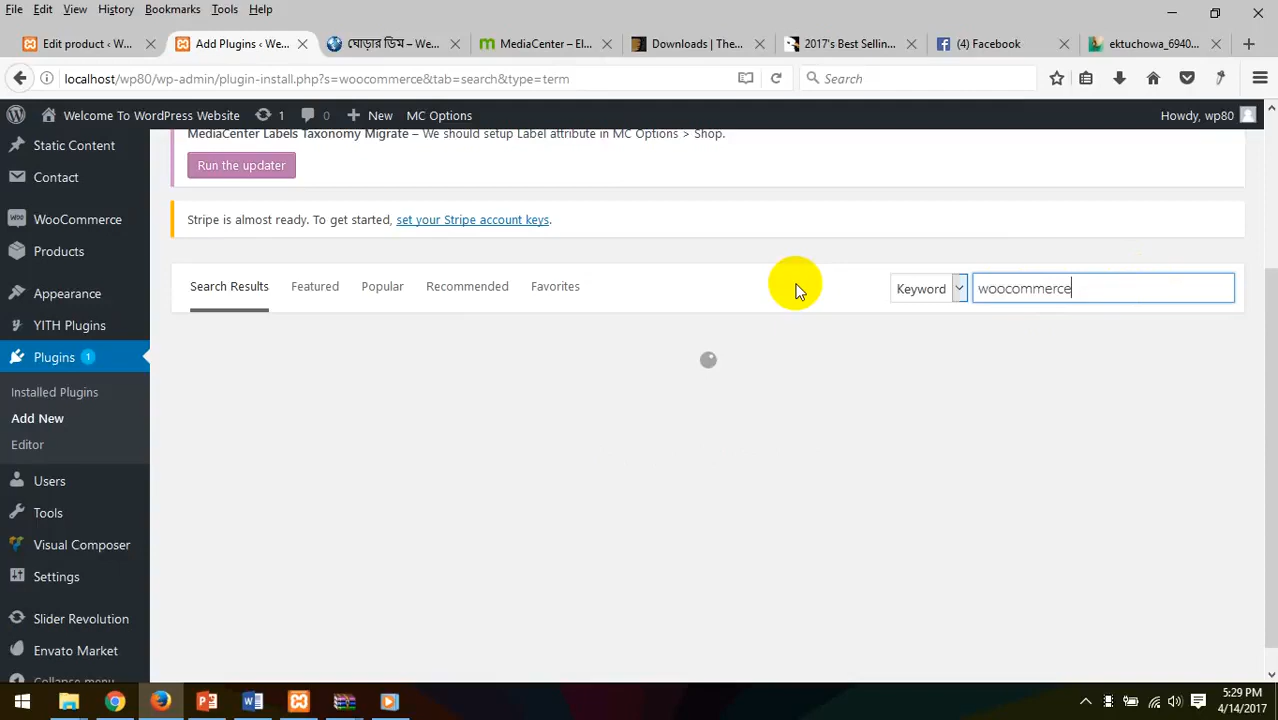 File Edit View History Bookmarks Tools Help
Edit product ‹ W...
Add Plugins ‹ We...
ঘোড়ার ডিম – We...
MediaCenter – El...
Downloads | The...
2017's Best Sellin...
(4) Facebook
ektuchowa_6940...
localhost/wp80/wp-admin/plugin-install.php?s=woocommerce&tab=search&type=term
Search
Welcome To WordPress Website
1
0
New
MC Options
Howdy, wp80
MediaCenter Labels Taxonomy Migrate – We should setup Label attribute in MC Options > Shop.
Run the updater
Stripe is almost ready. To get started, set your Stripe account keys.
Search Results
Featured
Popular
Recommended
Favorites
Keyword
woocommerce
Static Content
Contact
WooCommerce
Products
Appearance
YITH Plugins
Plugins 1
Installed Plugins
Add New
Editor
Users
Tools
Visual Composer
Settings
Slider Revolution
Envato Market
Collapse menu
5:29 PM
4/14/2017